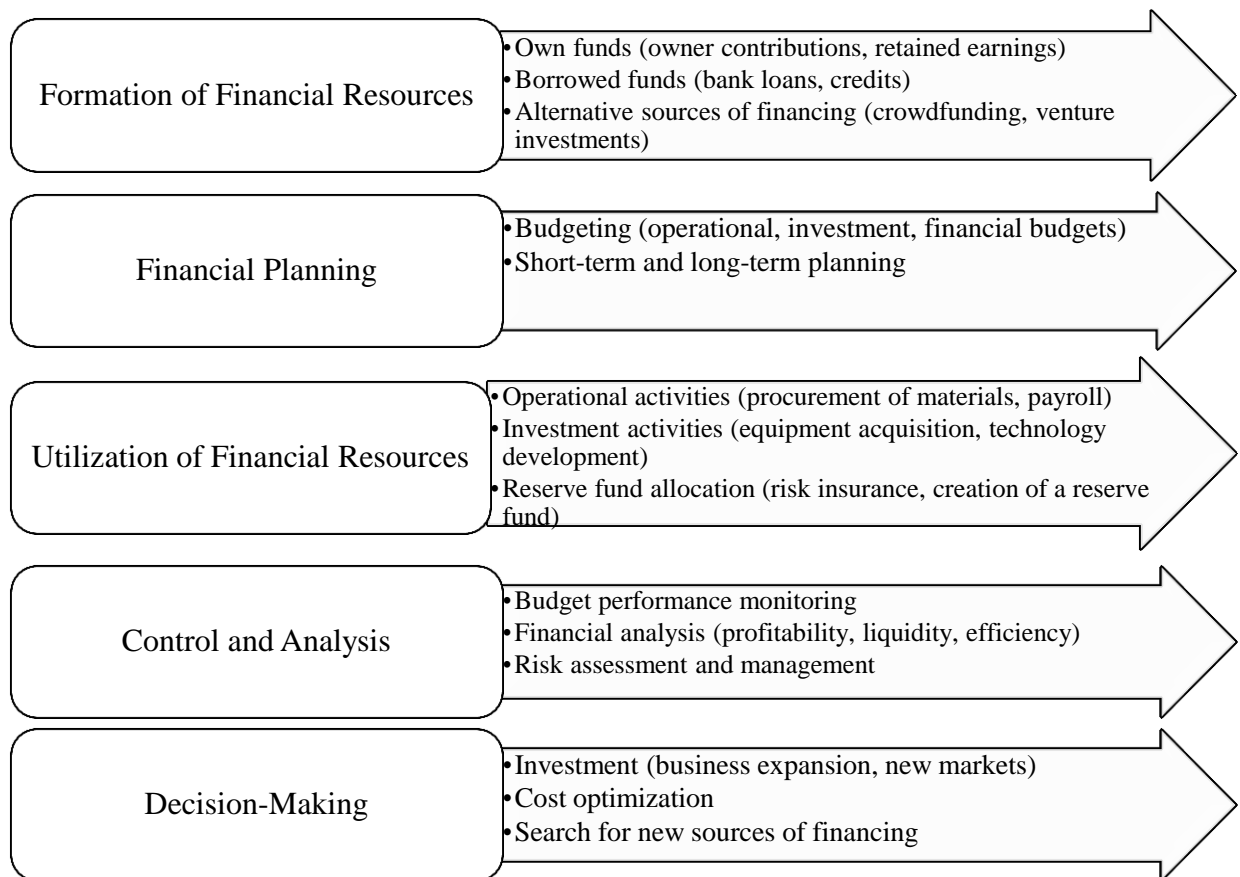 Formation of Financial Resources
•Own funds (owner contributions, retained earnings)
•Borrowed funds (bank loans, credits)
•Alternative sources of financing (crowdfunding, venture
investments)
Financial Planning
•Budgeting (operational, investment, financial budgets)
•Short-term and long-term planning
Utilization of Financial Resources
•Operational activities (procurement of materials, payroll)
•Investment activities (equipment acquisition, technology
development)
•Reserve fund allocation (risk insurance, creation of a reserve
fund)
Control and Analysis
•Budget performance monitoring
•Financial analysis (profitability, liquidity, efficiency)
•Risk assessment and management
Decision-Making
•Investment (business expansion, new markets)
•Cost optimization
•Search for new sources of financing